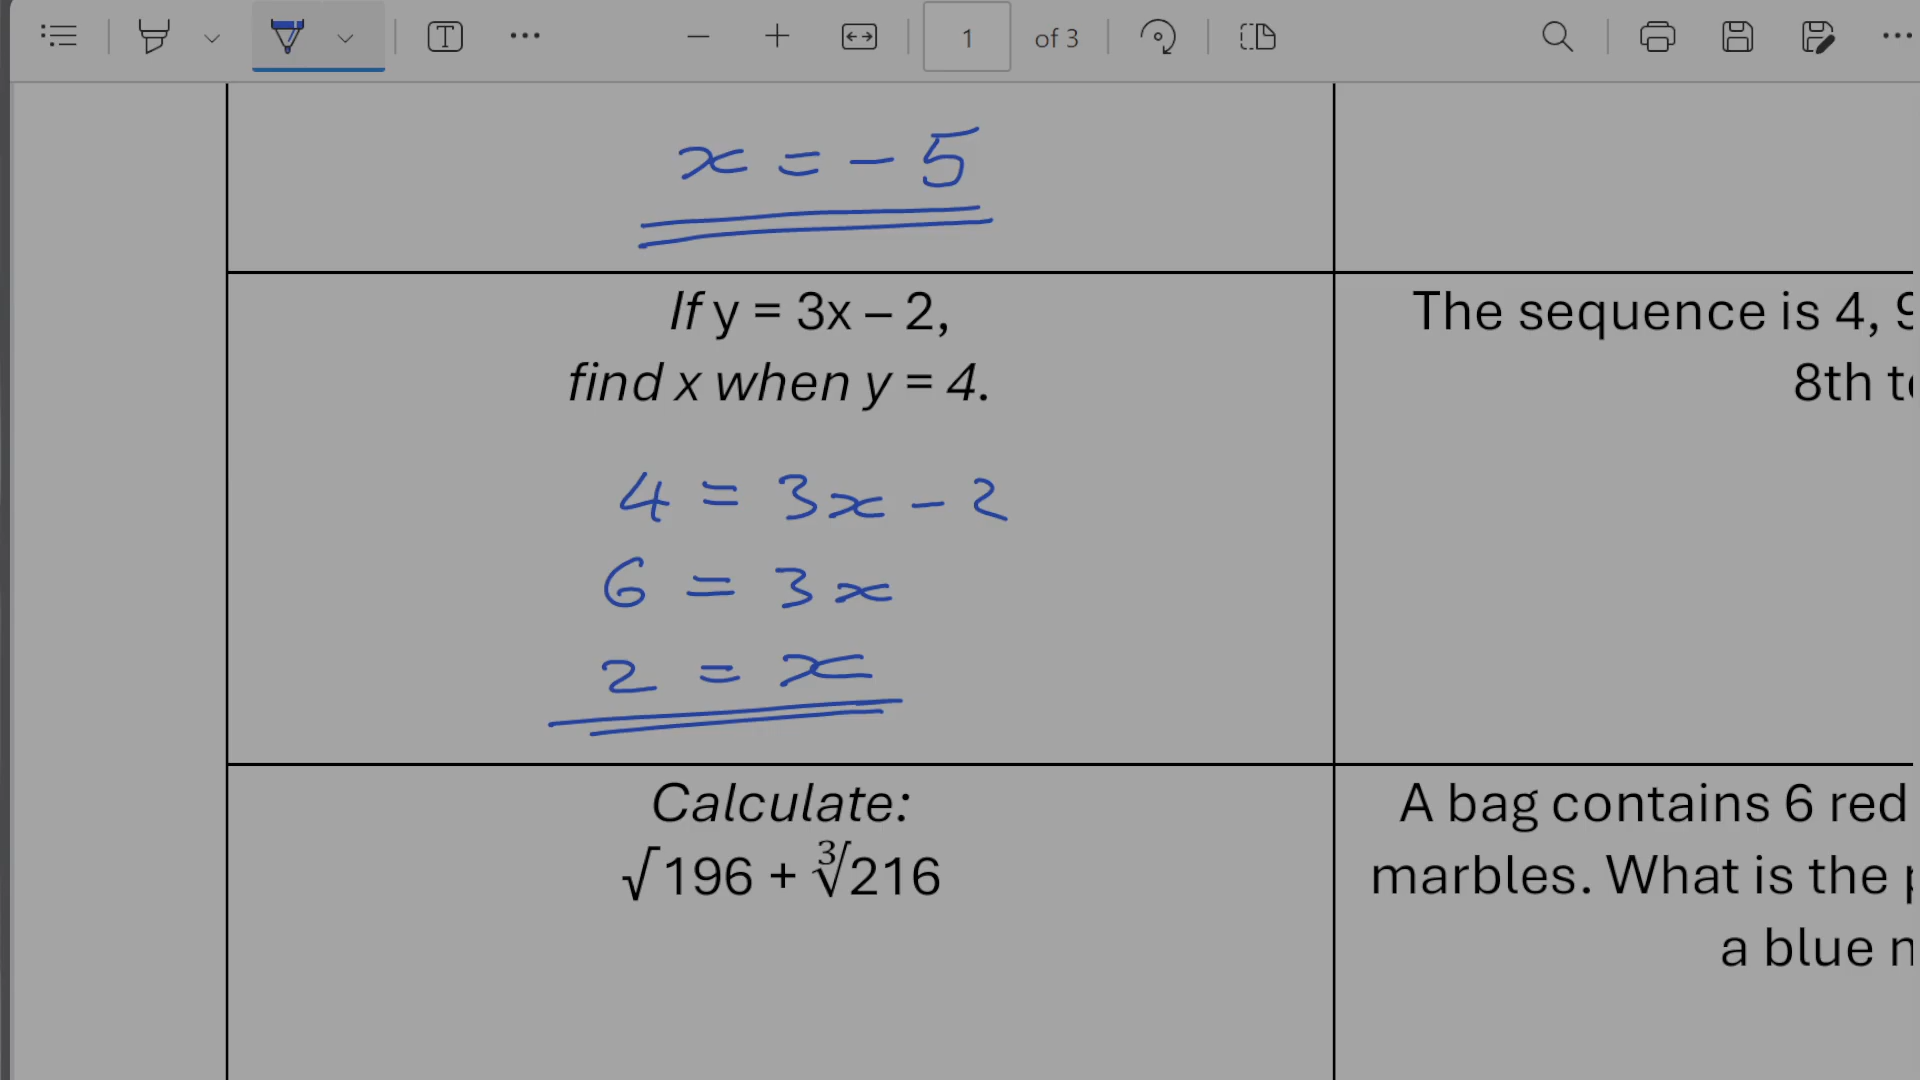 1 of 3
x = - 5
If y = 3x – 2,
find x when y = 4.
4 = 3x - 2
6 = 3x
2 = x
The sequence is 4,
8th
Calculate:
√196 + ∛216
A bag contains 6 red
marbles. What is the
a blue